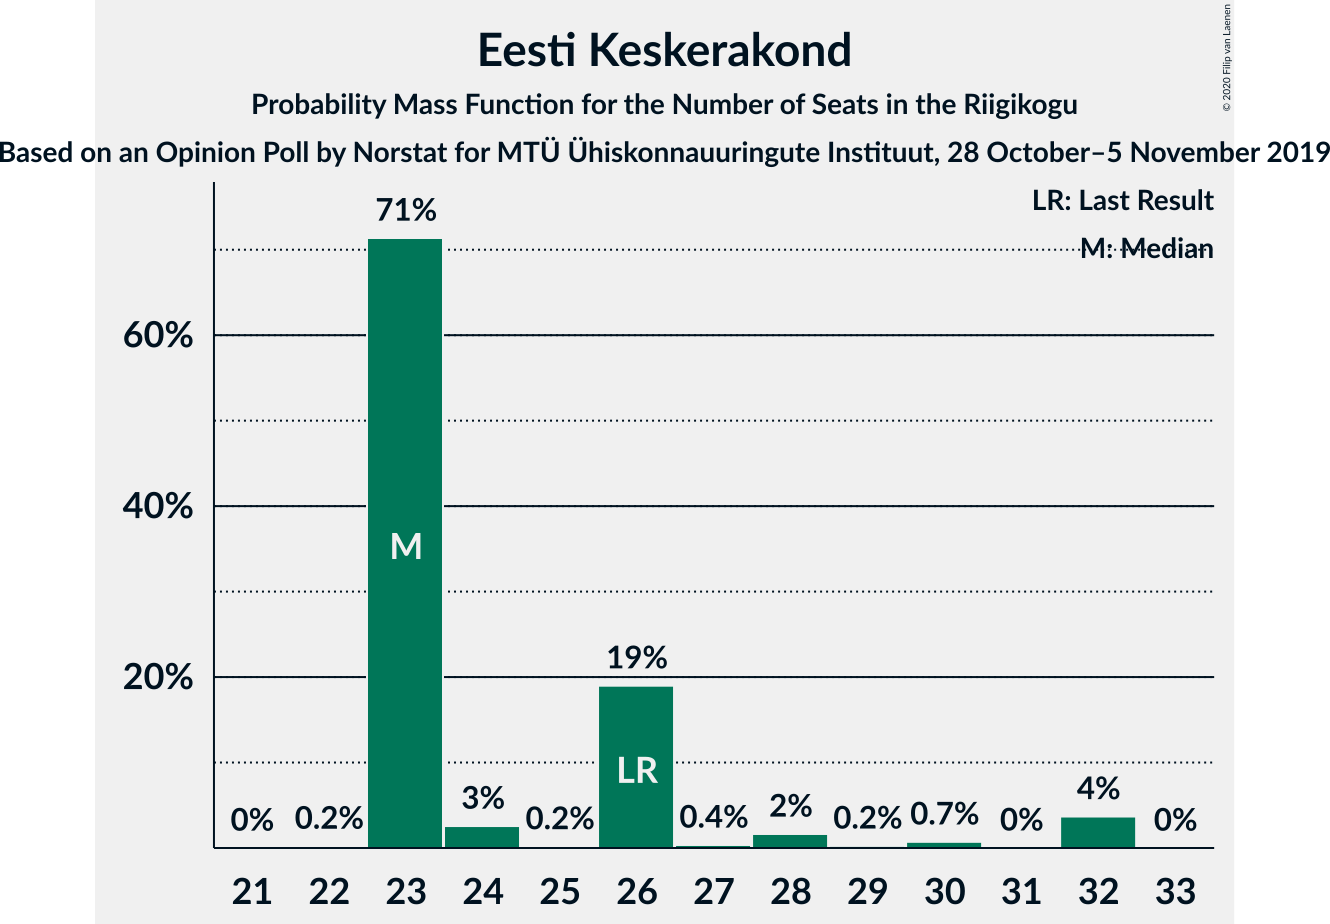 Eesti Keskerakond
Probability Mass Function for the Number of Seats in the Riigikogu
Based on an Opinion Poll by Norstat for MTÜ Ühiskonnauuringute Instituut, 28 October–5 November 2019
© 2020 Filip van Laenen
LR: Last Result
M: Median
71%
60%
40%
M
19%
20%
LR
0% 0.2% 3% 0.2% 0.4% 2% 0.2% 0.7% 0% 4% 0%
21 22 23 24 25 26 27 28 29 30 31 32 33